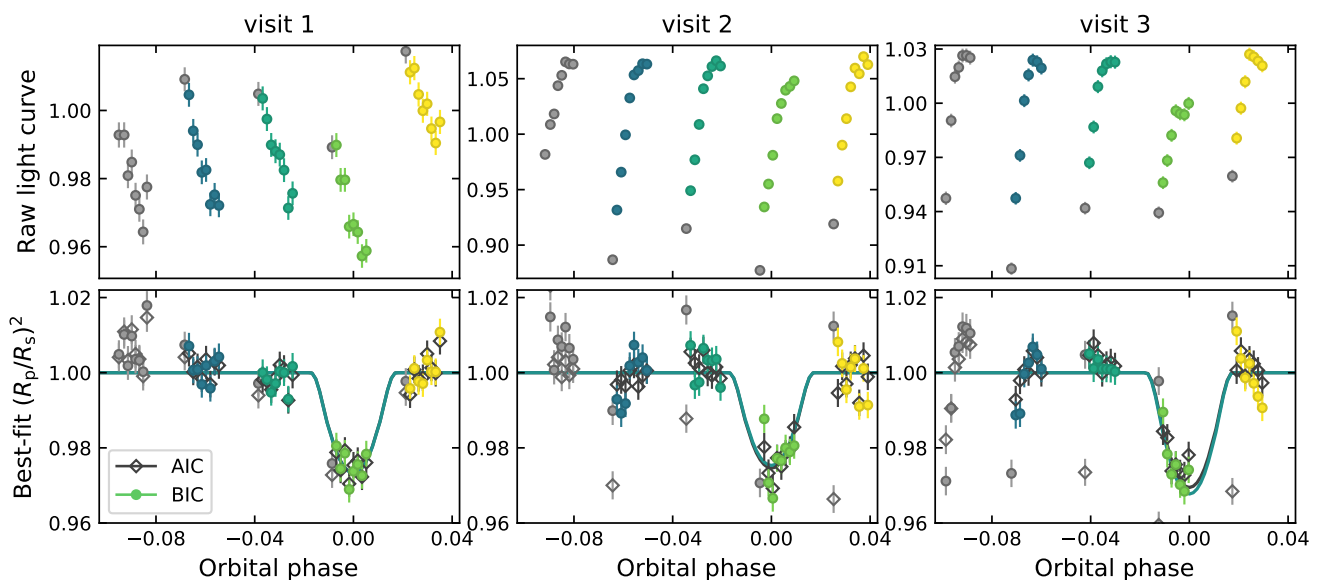 visit 1
visit 2
visit 3
Raw light curve
1.00
0.98
0.96
1.05
1.00
0.95
0.90
1.03
1.00
0.97
0.94
0.91
Best-fit (Rp/Rs)²
1.02
1.00
0.98
0.96
1.02
1.00
0.98
0.96
1.02
1.00
0.98
0.96
AIC
BIC
−0.08 −0.04 0.00 0.04
−0.08 −0.04 0.00 0.04
−0.08 −0.04 0.00 0.04
Orbital phase
Orbital phase
Orbital phase